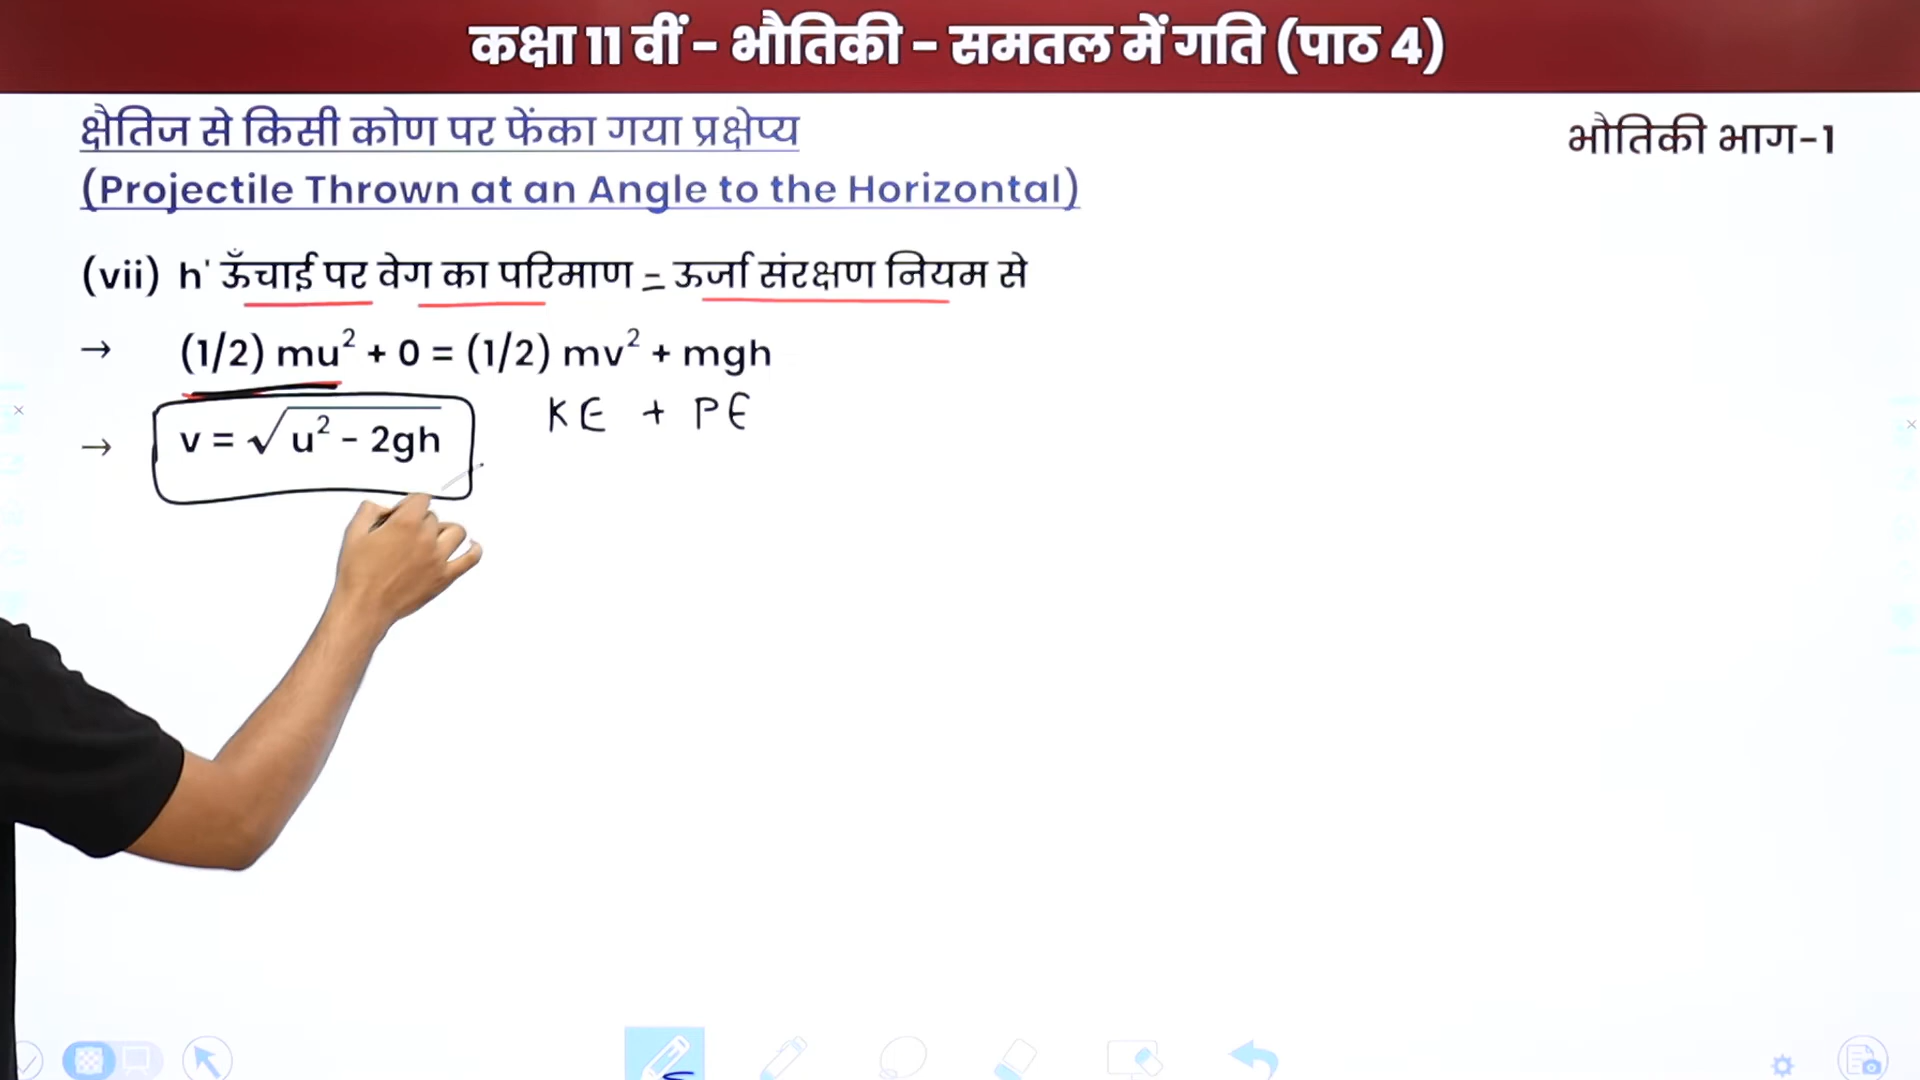 कक्षा 11 वीं - भौतिकी - समतल में गति (पाठ 4)
क्षैतिज से किसी कोण पर फेंका गया प्रक्षेप्य
भौतिकी भाग-1
(Projectile Thrown at an Angle to the Horizontal)
(vii) h' ऊँचाई पर वेग का परिमाण = ऊर्जा संरक्षण नियम से
→ (1/2) mu² + 0 = (1/2) mv² + mgh
KE + PE
→ v = √u² - 2gh